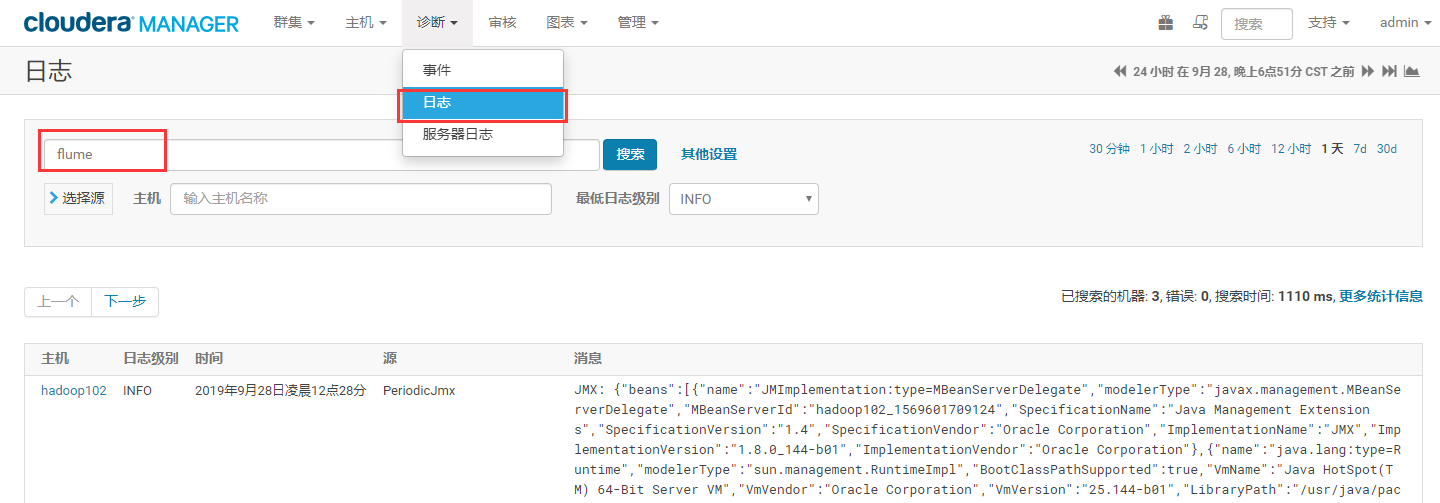 cloudera MANAGER 群集 主机 诊断 审核 图表 管理 搜索 支持 admin
日志 24 小时 在 9月 28, 晚上6点51分 CST 之前
事件
日志
服务器日志
flume 搜索 其他设置 30 分钟 1 小时 2 小时 6 小时 12 小时 1 天 7d 30d
选择源 主机 输入主机名称 最低日志级别 INFO
上一个 下一步 已搜索的机器: 3, 错误: 0, 搜索时间: 1110 ms, 更多统计信息
主机 日志级别 时间 源 消息
hadoop102 INFO 2019年9月28日凌晨12点28分 PeriodicJmx JMX: {"beans":[{"name":"JMImplementation:type=MBeanServerDelegate","modelerType":"javax.management.MBeanSe
rverDelegate","MBeanServerId":"hadoop102_1569601709124","SpecificationName":"Java Management Extension
s","SpecificationVersion":"1.4","SpecificationVendor":"Oracle Corporation","ImplementationName":"JMX","Imp
lementationVersion":"1.8.0_144-b01","ImplementationVendor":"Oracle Corporation"},{"name":"java.lang:type=R
untime","modelerType":"sun.management.RuntimeImpl","BootClassPathSupported":true,"VmName":"Java HotSpot(T
M) 64-Bit Server VM","VmVendor":"Oracle Corporation","VmVersion":"25.144-b01","LibraryPath":"/usr/java/pac